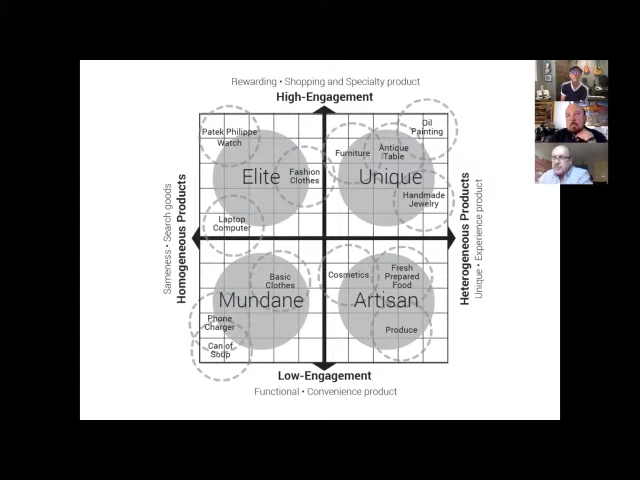 Rewarding • Shopping and Specialty product
High-Engagement
Patek Philippe
Watch
Oil
Painting
Furniture
Antique
Table
Elite
Fashion
Clothes
Unique
Handmade
Jewelry
Laptop
Computer
Sameness • Search goods
Homogeneous Products
Heterogeneous Products
Unique • Experience product
Basic
Clothes
Cosmetics
Fresh
Prepared
Food
Mundane
Artisan
Phone
Charger
Produce
Can of
Soup
Low-Engagement
Functional • Convenience product